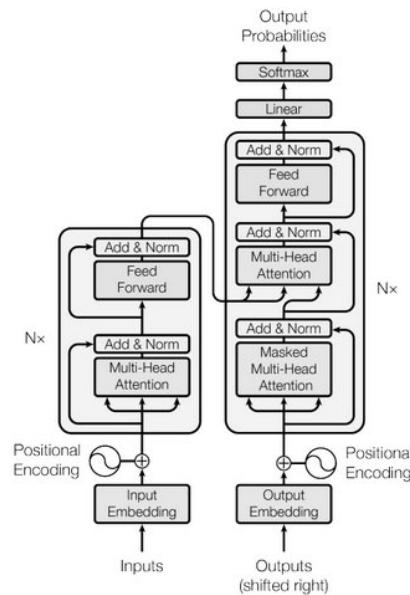 Output
Probabilities
Softmax
Linear
Add & Norm
Feed
Forward
Add & Norm
Multi-Head
Attention
Add & Norm
Masked
Multi-Head
Attention
Nx
Add & Norm
Feed
Forward
Add & Norm
Multi-Head
Attention
Nx
Positional
Encoding
Input
Embedding
Inputs
Positional
Encoding
Output
Embedding
Outputs
(shifted right)